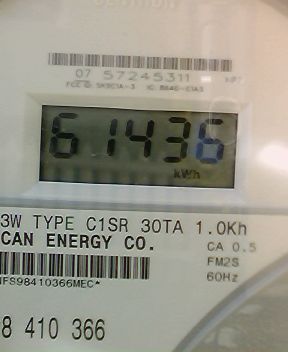 07 57245311
61436
kWh
3W TYPE C1SR 30TA 1.0Kh
CAN ENERGY CO.
CA 0.5
FM2S
60Hz
NFS98410366MEC*
8 410 366